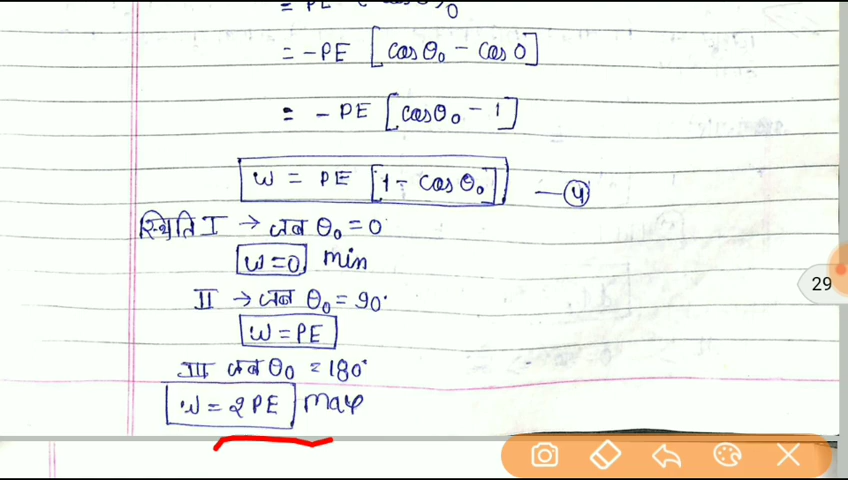 = -PE [cosθ₀ - cos 0]
= - PE [cosθ₀ - 1]
W = PE [1 - cosθ₀] — ④
स्थिति I → जब θ₀ = 0
W = 0 min
II → जब θ₀ = 90°
W = PE
III जब θ₀ = 180°
W = 2PE max
29